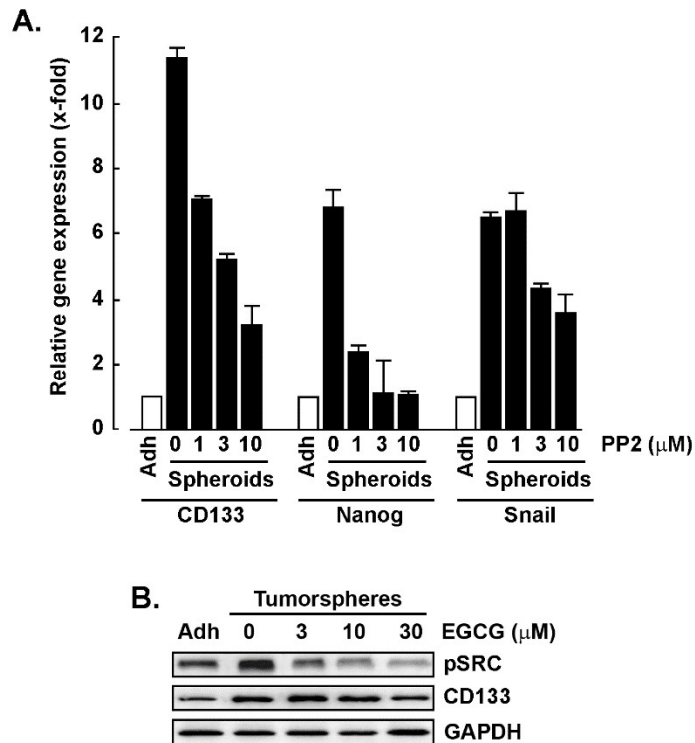 A.
Relative gene expression (x-fold)
12
10
8
6
4
2
0
Adh 0 1 3 10 Adh 0 1 3 10 Adh 0 1 3 10 PP2 (μM)
Spheroids Spheroids Spheroids
CD133 Nanog Snail
B.
Tumorspheres
Adh 0 3 10 30 EGCG (μM)
pSRC
CD133
GAPDH